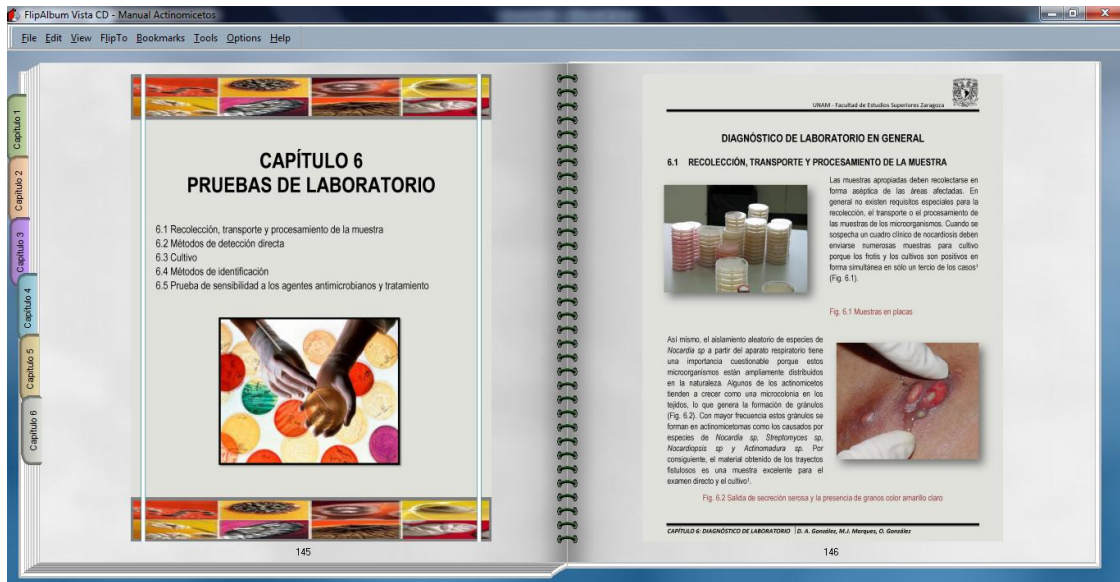 FlipAlbum Vista CD - Manual Actinomicetos
File Edit View FlipTo Bookmarks Tools Options Help
Capítulo 1
Capítulo 2
Capítulo 3
Capítulo 4
Capítulo 5
Capítulo 6
CAPÍTULO 6
PRUEBAS DE LABORATORIO
6.1 Recolección, transporte y procesamiento de la muestra
6.2 Métodos de detección directa
6.3 Cultivo
6.4 Métodos de identificación
6.5 Prueba de sensibilidad a los agentes antimicrobianos y tratamiento
145
UNAM - Facultad de Estudios Superiores Zaragoza
DIAGNÓSTICO DE LABORATORIO EN GENERAL
6.1 RECOLECCIÓN, TRANSPORTE Y PROCESAMIENTO DE LA MUESTRA
Las muestras apropiadas deben recolectarse en
forma aséptica de las áreas afectadas. En
general no existen requisitos especiales para la
recolección, el transporte o el procesamiento de
las muestras de los microorganismos. Cuando se
sospecha un cuadro clínico de nocardiosis deben
enviarse numerosas muestras para cultivo
porque los frotis y los cultivos son positivos en
forma simultánea en sólo un tercio de los casos¹
(Fig. 6.1).
Fig. 6.1 Muestras en placas
Así mismo, el aislamiento aleatorio de especies de
Nocardia sp a partir del aparato respiratorio tiene
una importancia cuestionable porque estos
microorganismos están ampliamente distribuidos
en la naturaleza. Algunos de los actinomicetos
tienden a crecer como una microcolonia en los
tejidos, lo que genera la formación de gránulos
(Fig. 6.2). Con mayor frecuencia estos gránulos se
forman en actinomicetomas como los causados por
especies de Nocardia sp, Streptomyces sp,
Nocardiopsis sp y Actinomadura sp. Por
consiguiente, el material obtenido de los trayectos
fistulosos es una muestra excelente para el
examen directo y el cultivo¹.
Fig. 6.2 Salida de secreción serosa y la presencia de granos color amarillo claro
CAPÍTULO 6: DIAGNÓSTICO DE LABORATORIO | D. A. González, M.J. Marques, O. González
146